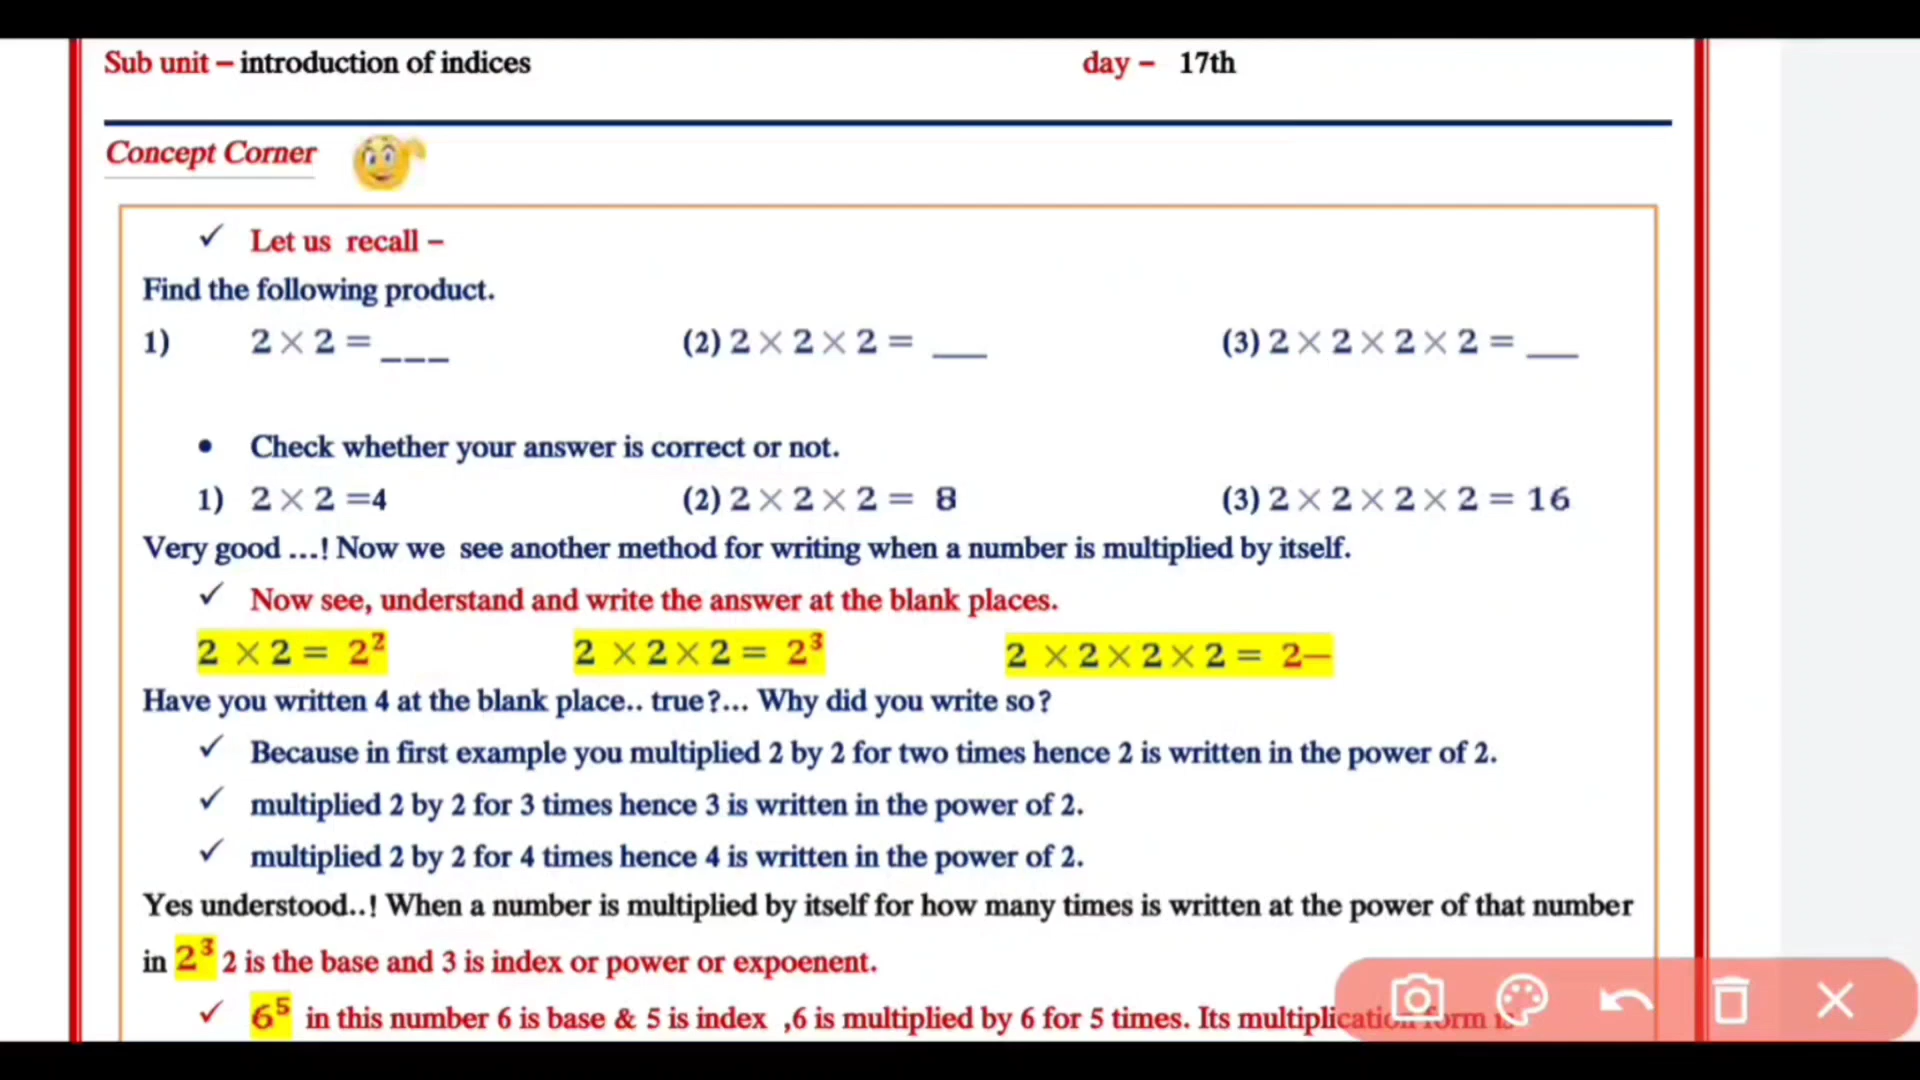 Sub unit – introduction of indices day – 17th
Concept Corner
✓ Let us recall –
Find the following product.
1) 2 × 2 = ___ (2) 2 × 2 × 2 = __ (3) 2 × 2 × 2 × 2 = __
• Check whether your answer is correct or not.
1) 2 × 2 =4 (2) 2 × 2 × 2 = 8 (3) 2 × 2 × 2 × 2 = 16
Very good ...! Now we see another method for writing when a number is multiplied by itself.
✓ Now see, understand and write the answer at the blank places.
2 × 2 = 2² 2 × 2 × 2 = 2³ 2 × 2 × 2 × 2 = 2—
Have you written 4 at the blank place.. true?... Why did you write so?
✓ Because in first example you multiplied 2 by 2 for two times hence 2 is written in the power of 2.
✓ multiplied 2 by 2 for 3 times hence 3 is written in the power of 2.
✓ multiplied 2 by 2 for 4 times hence 4 is written in the power of 2.
Yes understood..! When a number is multiplied by itself for how many times is written at the power of that number
in 2³ 2 is the base and 3 is index or power or expoenent.
✓ 6⁵ in this number 6 is base & 5 is index ,6 is multiplied by 6 for 5 times. Its multiplication form is